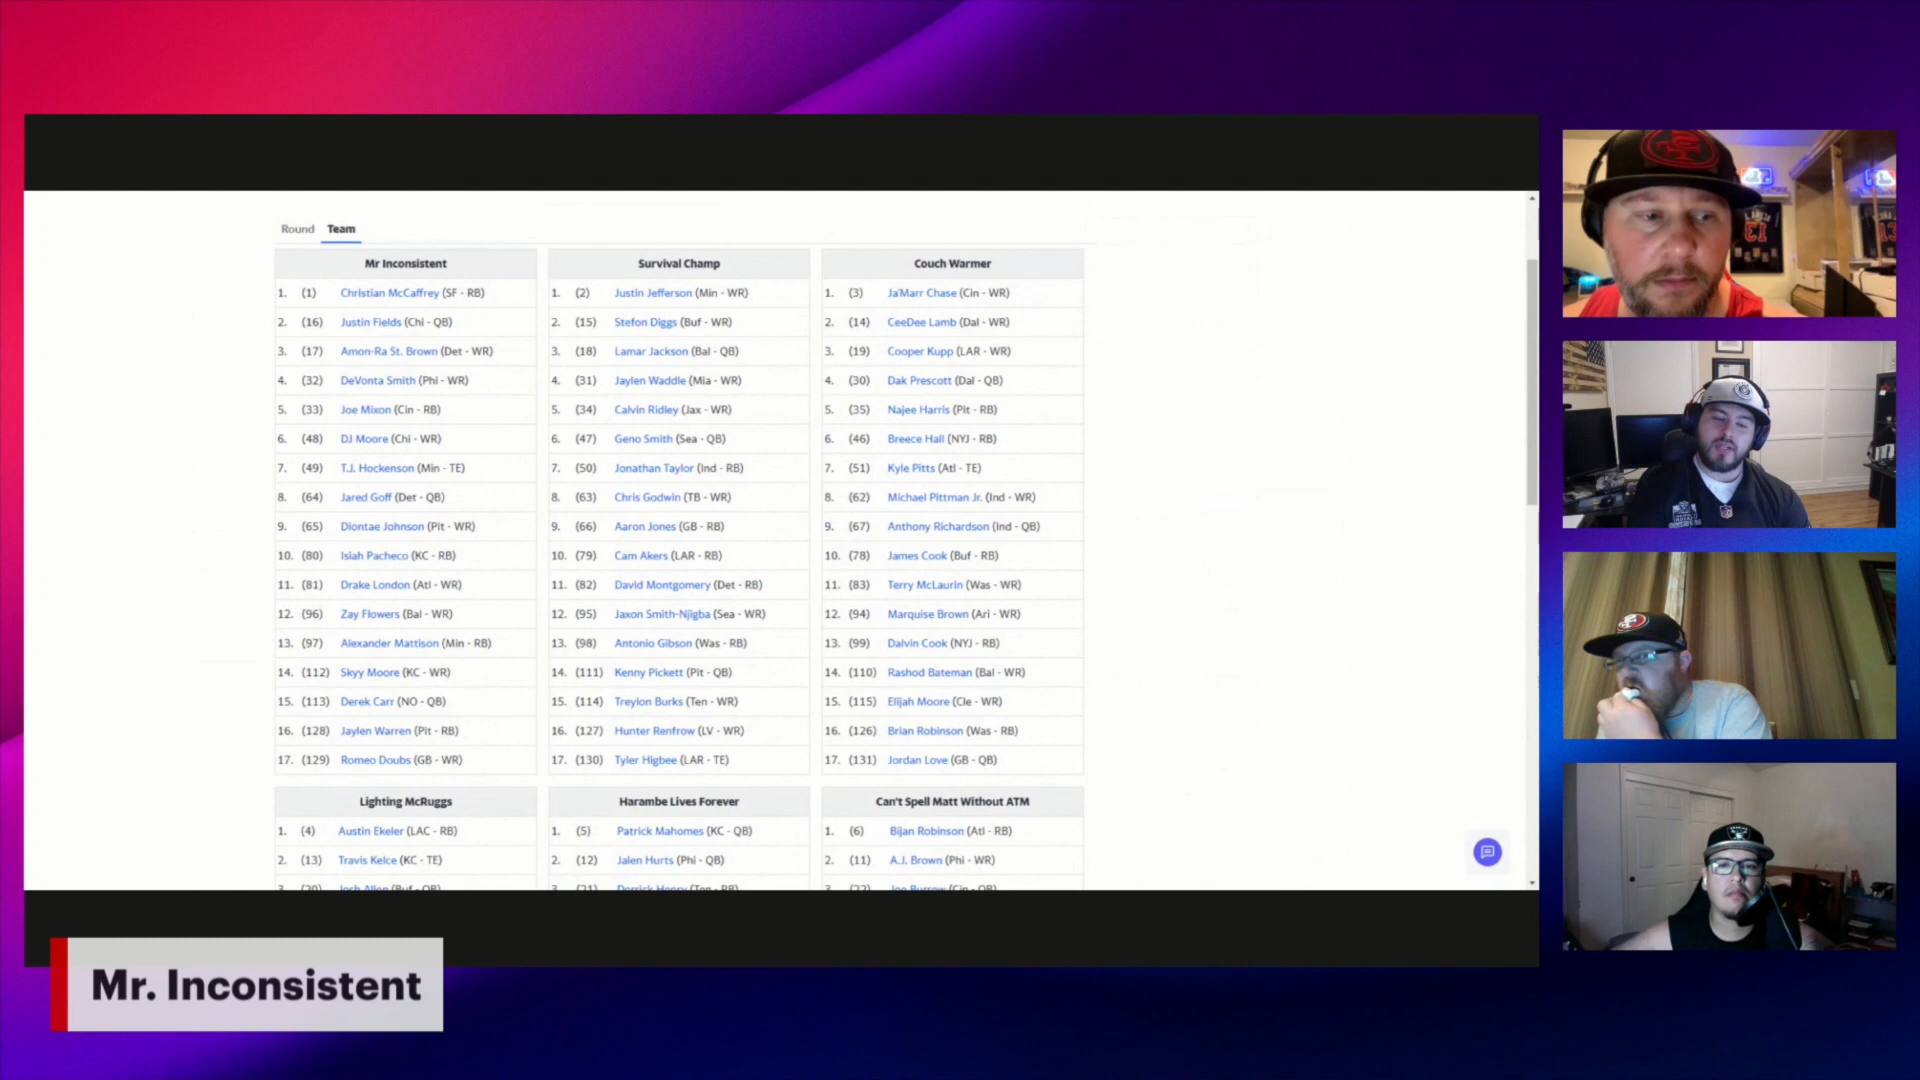 Round Team
Mr Inconsistent
1. (1) Christian McCaffrey (SF - RB)
2. (16) Justin Fields (Chi - QB)
3. (17) Amon-Ra St. Brown (Det - WR)
4. (32) DeVonta Smith (Phi - WR)
5. (33) Joe Mixon (Cin - RB)
6. (48) DJ Moore (Chi - WR)
7. (49) T.J. Hockenson (Min - TE)
8. (64) Jared Goff (Det - QB)
9. (65) Diontae Johnson (Pit - WR)
10. (80) Isiah Pacheco (KC - RB)
11. (81) Drake London (Atl - WR)
12. (96) Zay Flowers (Bal - WR)
13. (97) Alexander Mattison (Min - RB)
14. (112) Skyy Moore (KC - WR)
15. (113) Derek Carr (NO - QB)
16. (128) Jaylen Warren (Pit - RB)
17. (129) Romeo Doubs (GB - WR)
Survival Champ
1. (2) Justin Jefferson (Min - WR)
2. (15) Stefon Diggs (Buf - WR)
3. (18) Lamar Jackson (Bal - QB)
4. (31) Jaylen Waddle (Mia - WR)
5. (34) Calvin Ridley (Jax - WR)
6. (47) Geno Smith (Sea - QB)
7. (50) Jonathan Taylor (Ind - RB)
8. (63) Chris Godwin (TB - WR)
9. (66) Aaron Jones (GB - RB)
10. (79) Cam Akers (LAR - RB)
11. (82) David Montgomery (Det - RB)
12. (95) Jaxon Smith-Njigba (Sea - WR)
13. (98) Antonio Gibson (Was - RB)
14. (111) Kenny Pickett (Pit - QB)
15. (114) Treylon Burks (Ten - WR)
16. (127) Hunter Renfrow (LV - WR)
17. (130) Tyler Higbee (LAR - TE)
Couch Warmer
1. (3) Ja'Marr Chase (Cin - WR)
2. (14) CeeDee Lamb (Dal - WR)
3. (19) Cooper Kupp (LAR - WR)
4. (30) Dak Prescott (Dal - QB)
5. (35) Najee Harris (Pit - RB)
6. (46) Breece Hall (NYJ - RB)
7. (51) Kyle Pitts (Atl - TE)
8. (62) Michael Pittman Jr. (Ind - WR)
9. (67) Anthony Richardson (Ind - QB)
10. (78) James Cook (Buf - RB)
11. (83) Terry McLaurin (Was - WR)
12. (94) Marquise Brown (Ari - WR)
13. (99) Dalvin Cook (NYJ - RB)
14. (110) Rashod Bateman (Bal - WR)
15. (115) Elijah Moore (Cle - WR)
16. (126) Brian Robinson (Was - RB)
17. (131) Jordan Love (GB - QB)
Lighting McRuggs
1. (4) Austin Ekeler (LAC - RB)
2. (13) Travis Kelce (KC - TE)
3. (20) Josh Allen (Buf - QB)
Harambe Lives Forever
1. (5) Patrick Mahomes (KC - QB)
2. (12) Jalen Hurts (Phi - QB)
3. (21) Derrick Henry (Ten - RB)
Can't Spell Matt Without ATM
1. (6) Bijan Robinson (Atl - RB)
2. (11) A.J. Brown (Phi - WR)
3. (22) Joe Burrow (Cin - QB)
Mr. Inconsistent